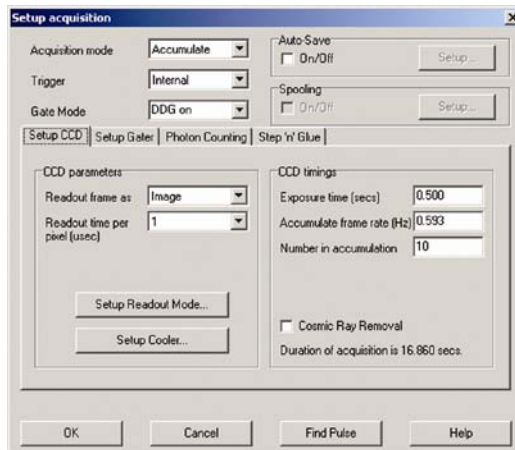 Setup acquisition
Acquisition mode Accumulate
Trigger Internal
Gate Mode DDG on
Auto-Save
On/Off Setup...
Spooling
On/Off Setup...
Setup CCD Setup Gater Photon Counting Step 'n' Glue
CCD parameters
Readout frame as Image
Readout time per pixel (usec) 1
Setup Readout Mode...
Setup Cooler...
CCD timings
Exposure time (secs) 0.500
Accumulate frame rate (Hz) 0.593
Number in accumulation 10
Cosmic Ray Removal
Duration of acquisition is 16.860 secs.
OK Cancel Find Pulse Help